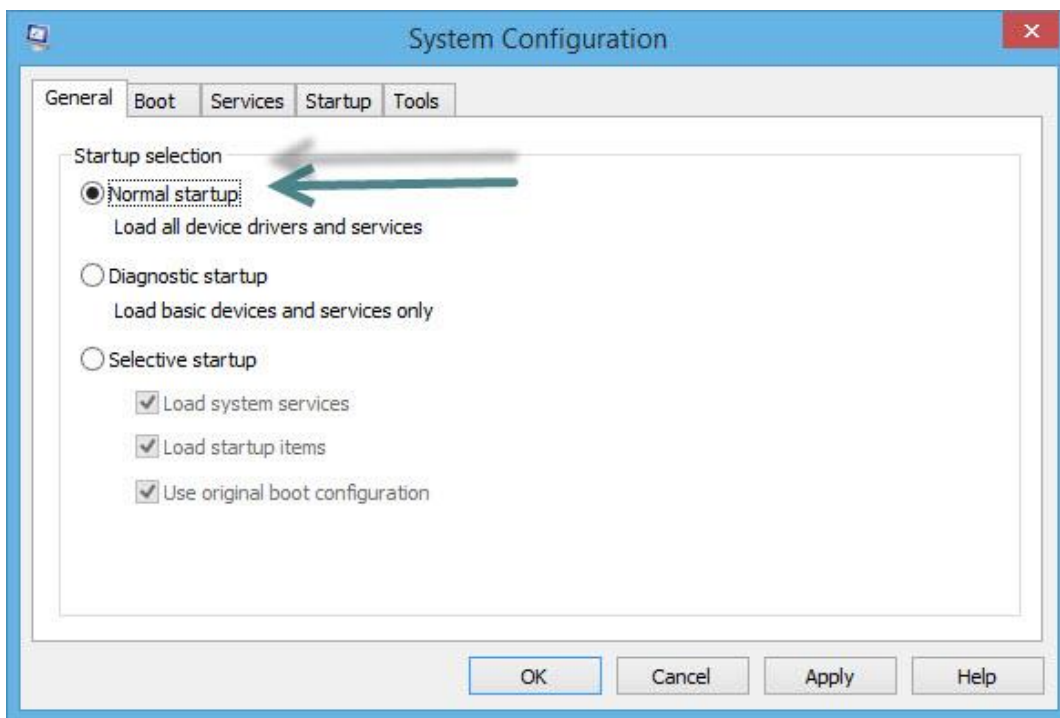 System Configuration
General Boot Services Startup Tools
Startup selection
Normal startup
Load all device drivers and services
Diagnostic startup
Load basic devices and services only
Selective startup
Load system services
Load startup items
Use original boot configuration
OK Cancel Apply Help